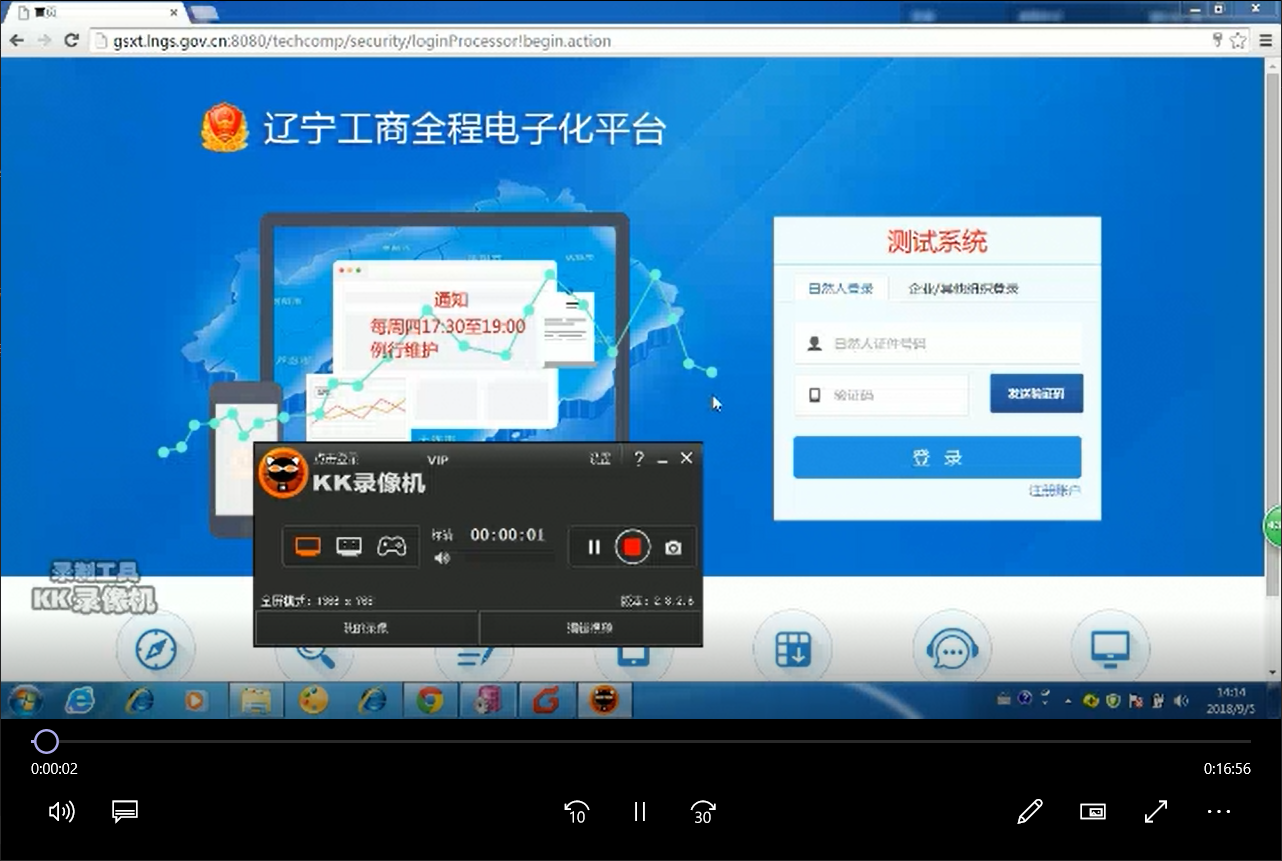 gsxt.lngs.gov.cn:8080/techcomp/security/loginProcessor!begin.action
辽宁工商全程电子化平台
通知
每周四17:30至19:00
例行维护
测试系统
自然人登录
企业/其他组织登录
自然人证件号码
验证码
发送验证码
登 录
注册账户
点击登录
VIP
设置
?
KK录像机
00:00:01
全屏模式:
版本: 2.8.2.6
我的录像
编辑视频
录制工具
KK录像机
14:14
2018/9/5
0:00:02
0:16:56
10
30